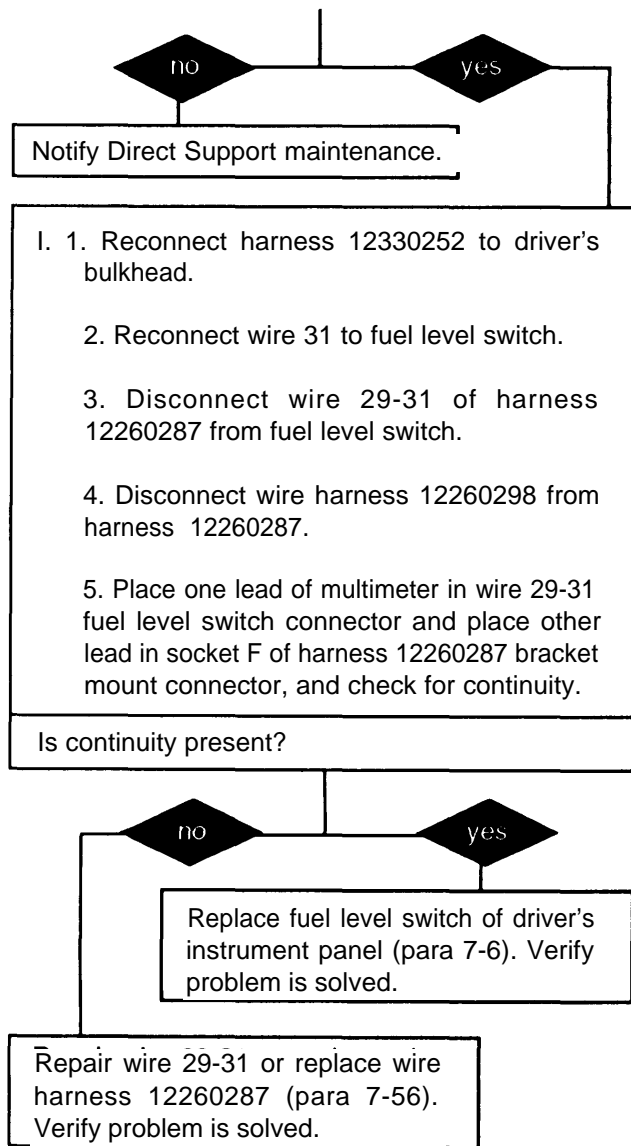 no yes
Notify Direct Support maintenance.
I. 1. Reconnect harness 12330252 to driver's
bulkhead.
2. Reconnect wire 31 to fuel level switch.
3. Disconnect wire 29-31 of harness
12260287 from fuel level switch.
4. Disconnect wire harness 12260298 from
harness 12260287.
5. Place one lead of multimeter in wire 29-31
fuel level switch connector and place other
lead in socket F of harness 12260287 bracket
mount connector, and check for continuity.
Is continuity present?
no yes
Replace fuel level switch of driver's
instrument panel (para 7-6). Verify
problem is solved.
Repair wire 29-31 or replace wire
harness 12260287 (para 7-56).
Verify problem is solved.